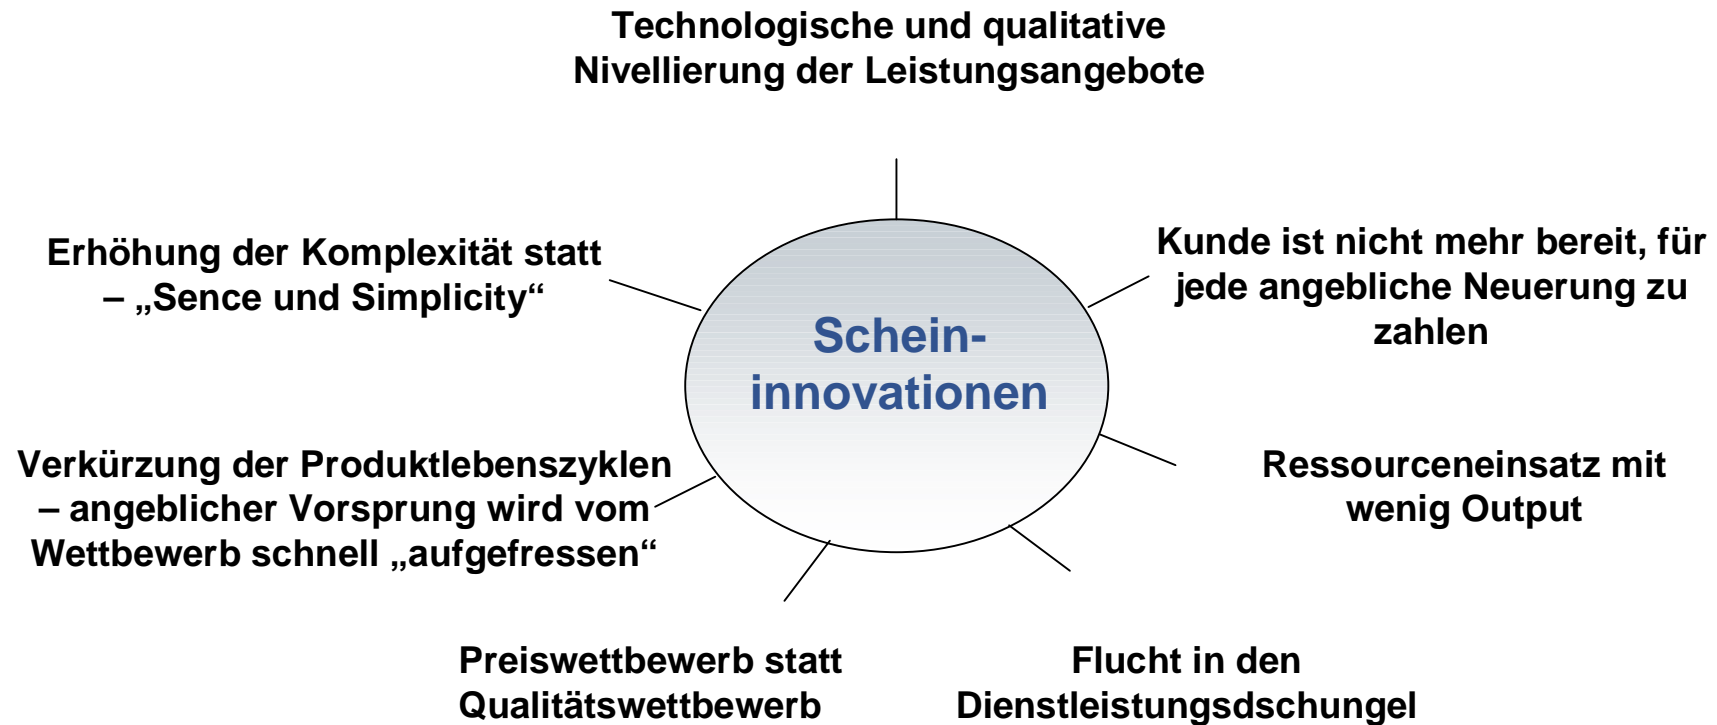 Technologische und qualitative
Nivellierung der Leistungsangebote
Erhöhung der Komplexität statt
– „Sence und Simplicity“
Kunde ist nicht mehr bereit, für
jede angebliche Neuerung zu
zahlen
Schein-
innovationen
Verkürzung der Produktlebenszyklen
– angeblicher Vorsprung wird vom
Wettbewerb schnell „aufgefressen“
Ressourceneinsatz mit
wenig Output
Preiswettbewerb statt
Qualitätswettbewerb
Flucht in den
Dienstleistungsdschungel